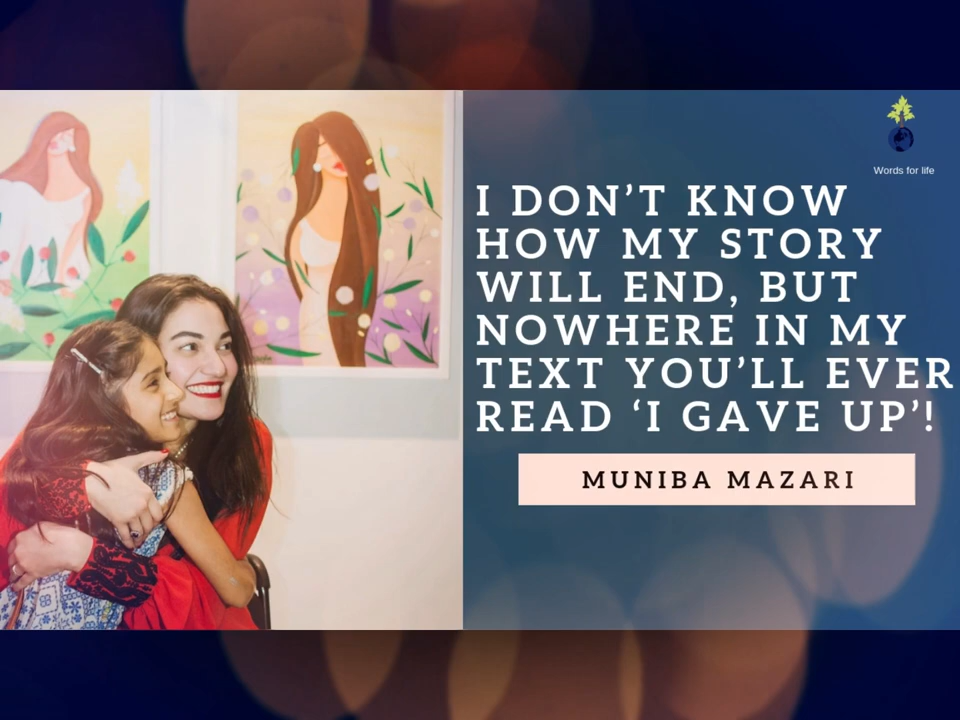 Words for life
I DON’T KNOW
HOW MY STORY
WILL END, BUT
NOWHERE IN MY
TEXT YOU’LL EVER
READ ‘I GAVE UP’!
MUNIBA MAZARI